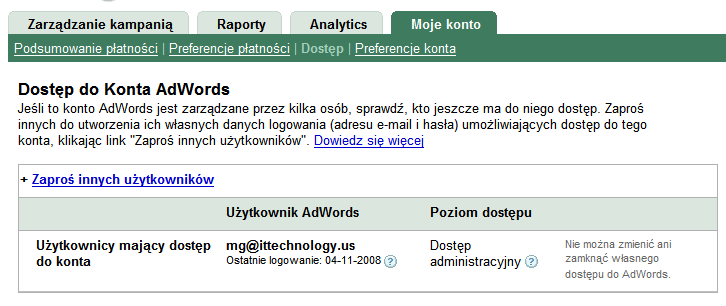 Zarządzanie kampanią Raporty Analytics Moje konto
Podsumowanie płatności | Preferencje płatności | Dostęp | Preferencje konta
Dostęp do Konta AdWords
Jeśli to konto AdWords jest zarządzane przez kilka osób, sprawdź, kto jeszcze ma do niego dostęp. Zaproś
innych do utworzenia ich własnych danych logowania (adresu e-mail i hasła) umożliwiających dostęp do tego
konta, klikając link "Zaproś innych użytkowników". Dowiedz się więcej
+ Zaproś innych użytkowników
Użytkownik AdWords Poziom dostępu
Użytkownicy mający dostęp
do konta
mg@ittechnology.us
Ostatnie logowanie: 04-11-2008 ?
Dostęp
administracyjny ?
Nie można zmienić ani
zamknąć własnego
dostępu do AdWords.